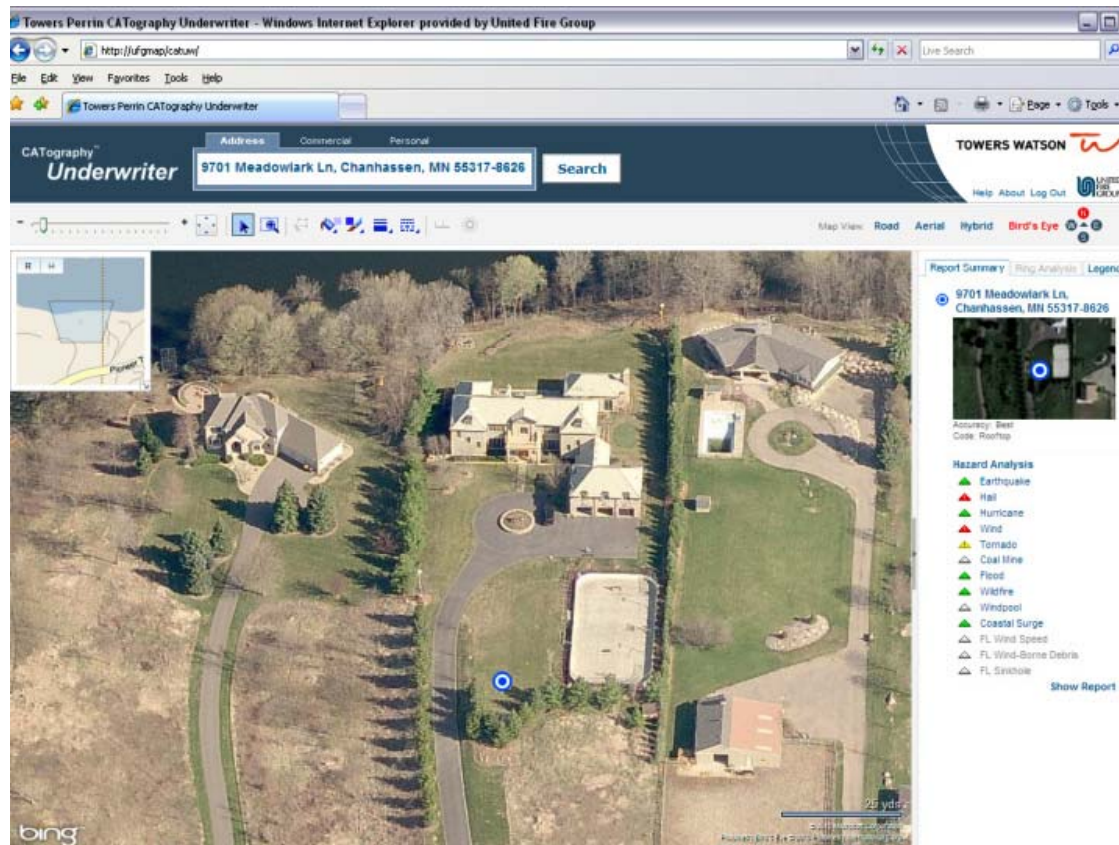 Towers Perrin CATography Underwriter - Windows Internet Explorer provided by United Fire Group
http://ufgmap/catuw/
Live Search
File Edit View Favorites Tools Help
Towers Perrin CATography Underwriter
Page Tools
Address Commercial Personal
CATography™
Underwriter
9701 Meadowlark Ln, Chanhassen, MN 55317-8626
Search
TOWERS WATSON
Help About Log Out
UNITED
FIRE
GROUP
Map View: Road Aerial Hybrid Bird's Eye
N
W E
S
R H
Pioneer T
Report Summary Ring Analysis Legend
9701 Meadowlark Ln,
Chanhassen, MN 55317-8626
Accuracy: Best
Code: Rooftop
Hazard Analysis
Earthquake
Hail
Hurricane
Wind
Tornado
Coal Mine
Flood
Wildfire
Windpool
Coastal Surge
FL Wind Speed
FL Wind-Borne Debris
FL Sinkhole
Show Report
25 yds
bing